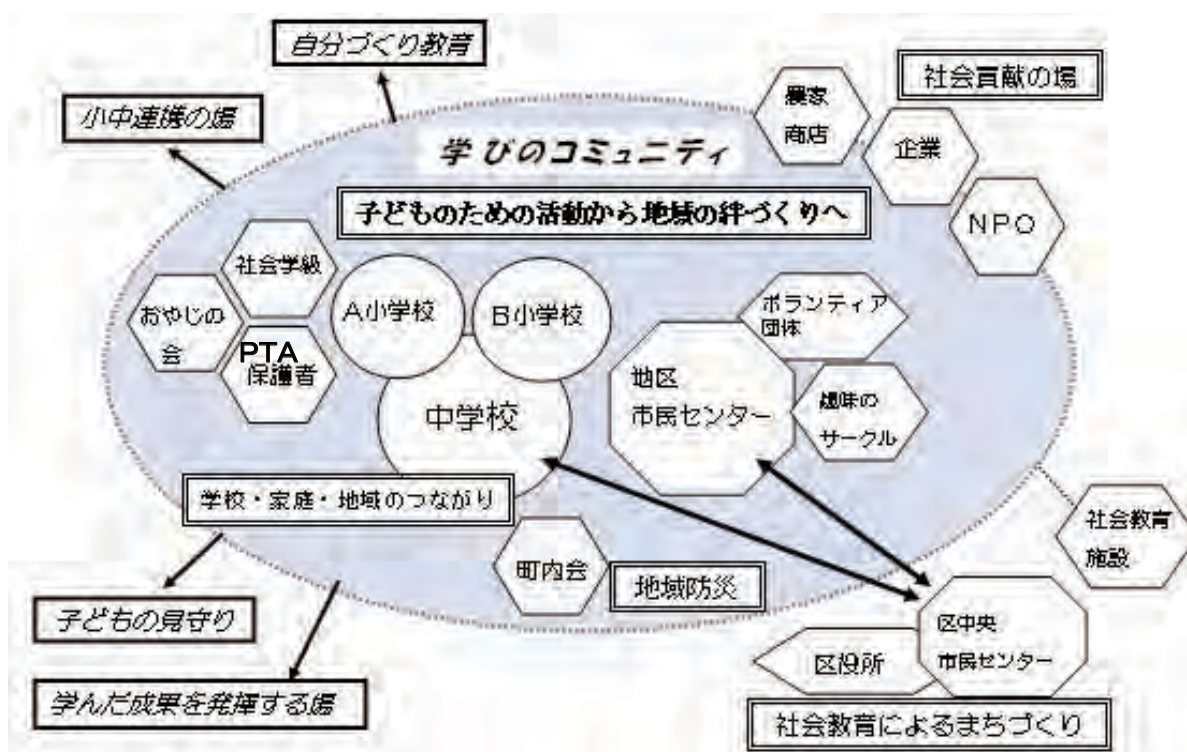 自分づくり教育
社会貢献の場
農家
商店
小中連携の場
企業
学びのコミュニティ
子どものための活動から地域の絆づくりへ
NPO
社会学級
A小学校
B小学校
ボランティア
団体
おやじの
会
PTA
保護者
地区
市民センター
中学校
趣味の
サークル
学校・家庭・地域のつながり
社会教育
施設
町内会
地域防災
子どもの見守り
区中央
市民センター
区役所
学んだ成果を発揮する場
社会教育によるまちづくり